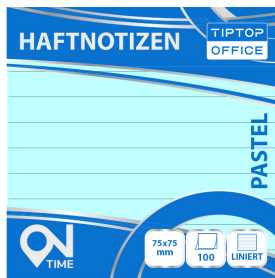 HAFTNOTIZEN
TIPTOP
OFFICE
PASTEL
ON
TIME
75x75
mm
100
LINIERT